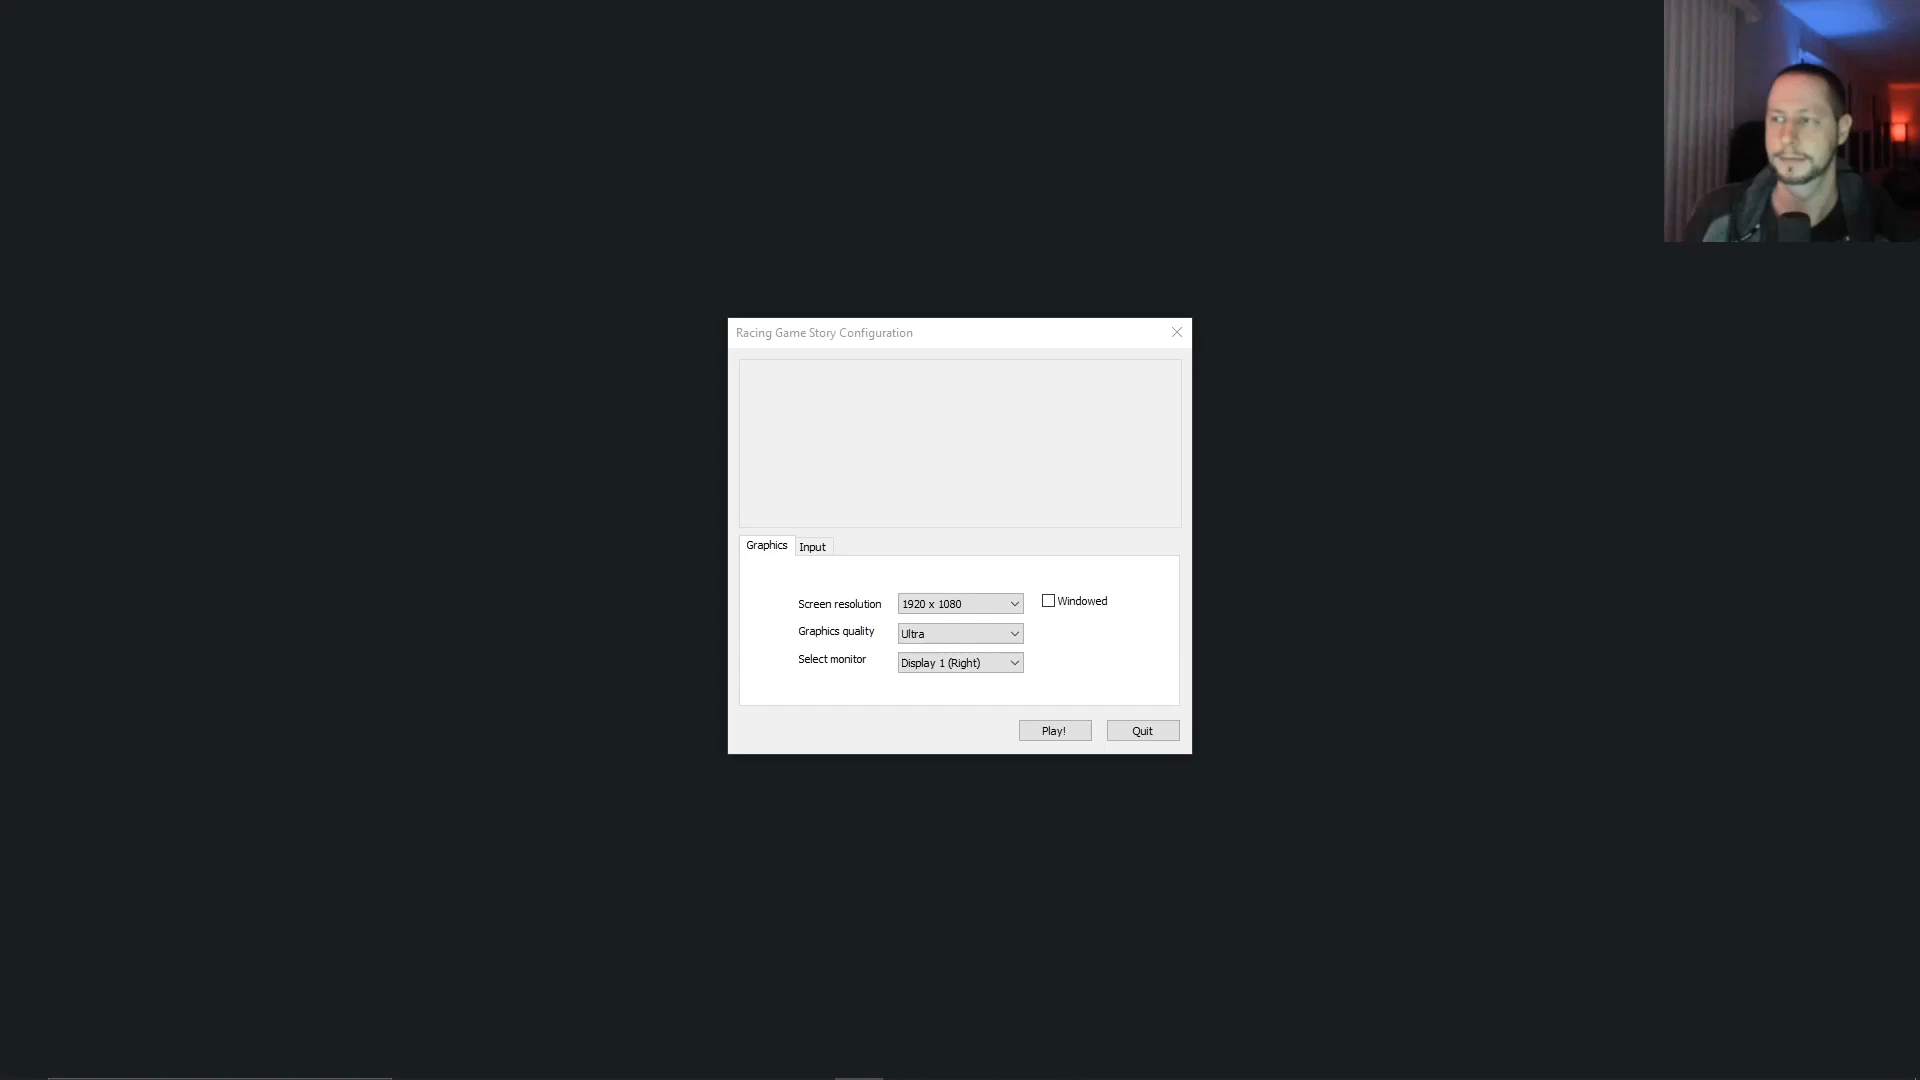 Racing Game Story Configuration
Graphics
Input
Screen resolution
1920 x 1080
Windowed
Graphics quality
Ultra
Select monitor
Display 1 (Right)
Play!
Quit